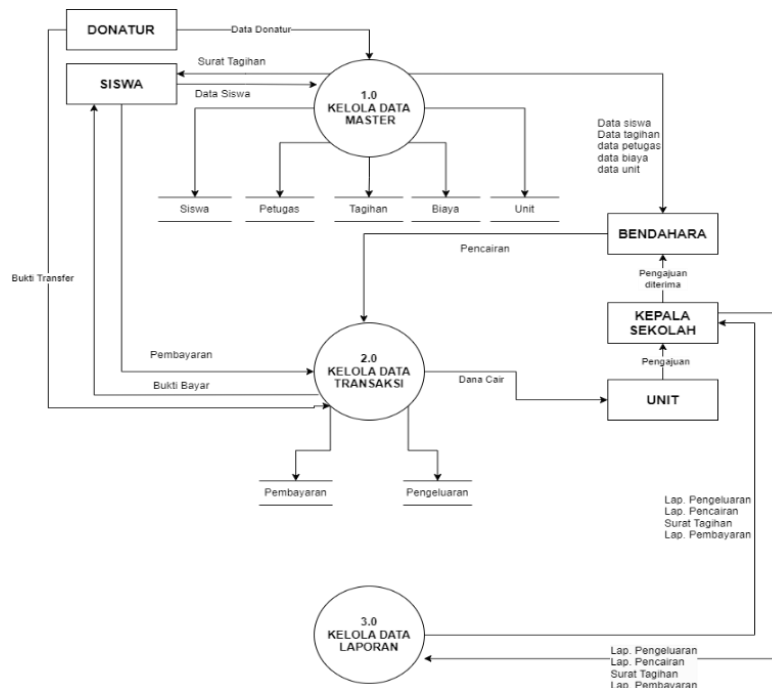 DONATUR
Data Donatur
Surat Tagihan
SISWA
Data Siswa
1.0
KELOLA DATA
MASTER
Data siswa
Data tagihan
data petugas
data biaya
data unit
Siswa
Petugas
Tagihan
Biaya
Unit
BENDAHARA
Pencairan
Bukti Transfer
Pengajuan
diterima
KEPALA
SEKOLAH
2.0
KELOLA DATA
TRANSAKSI
Pembayaran
Bukti Bayar
Dana Cair
Pengajuan
UNIT
Pembayaran
Pengeluaran
Lap. Pengeluaran
Lap. Pencairan
Surat Tagihan
Lap. Pembayaran
3.0
KELOLA DATA
LAPORAN
Lap. Pengeluaran
Lap. Pencairan
Surat Tagihan
Lap. Pembayaran